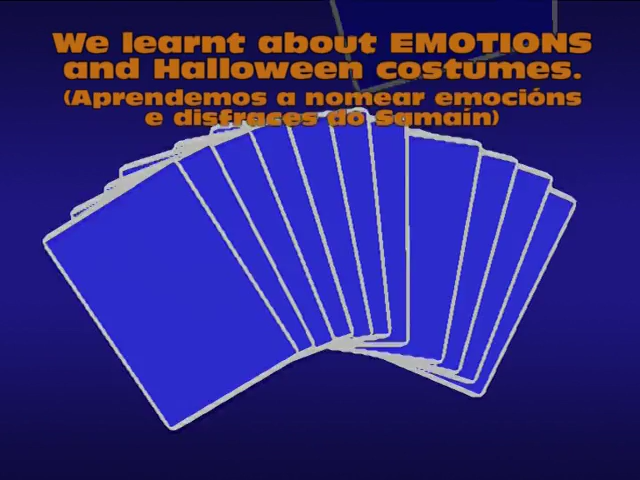 We learnt about EMOTIONS
and Halloween costumes.
(Aprendemos a nomear emocións
e disfraces do Samaín)